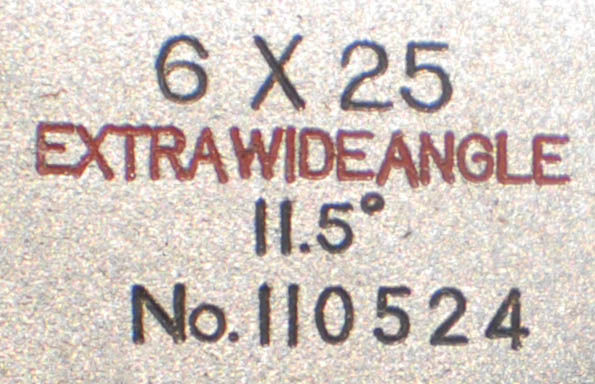 6 X 25
EXTRA WIDE ANGLE
11.5°
No. 110524